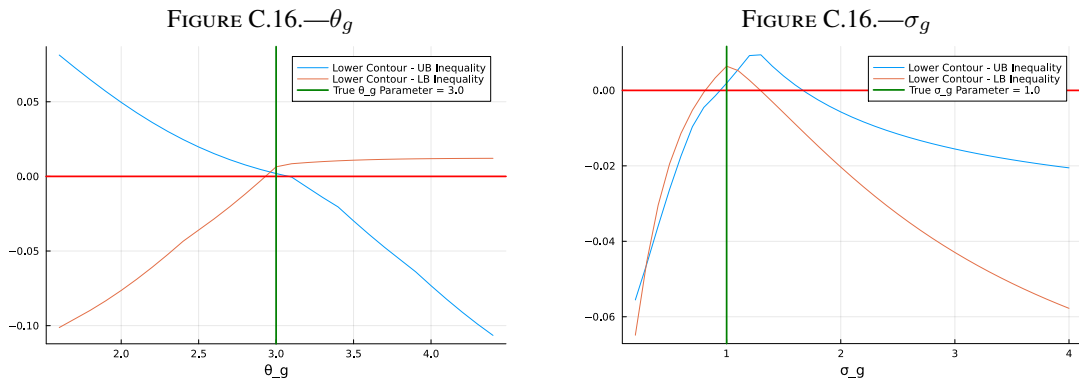 FIGURE C.16.—θg
Lower Contour - UB Inequality
Lower Contour - LB Inequality
True θ_g Parameter = 3.0
0.05
0.00
−0.05
−0.10
2.0 2.5 3.0 3.5 4.0
θ_g
FIGURE C.16.—σg
Lower Contour - UB Inequality
Lower Contour - LB Inequality
True σ_g Parameter = 1.0
0.00
−0.02
−0.04
−0.06
1 2 3 4
σ_g